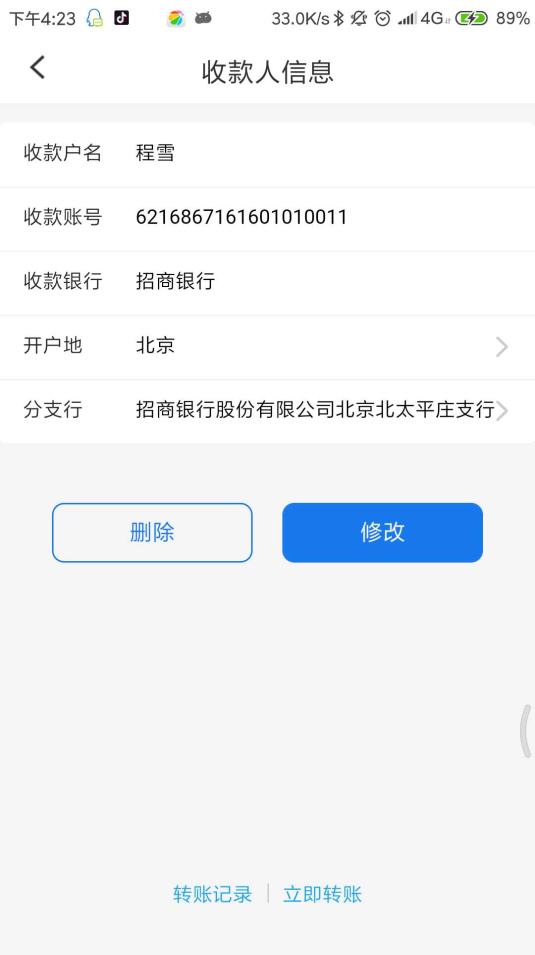 下午4:23 33.0K/s 4G 89%
收款人信息
收款户名 程雪
收款账号 6216867161601010011
收款银行 招商银行
开户地 北京
分支行 招商银行股份有限公司北京北太平庄支行
删除 修改
转账记录 立即转账